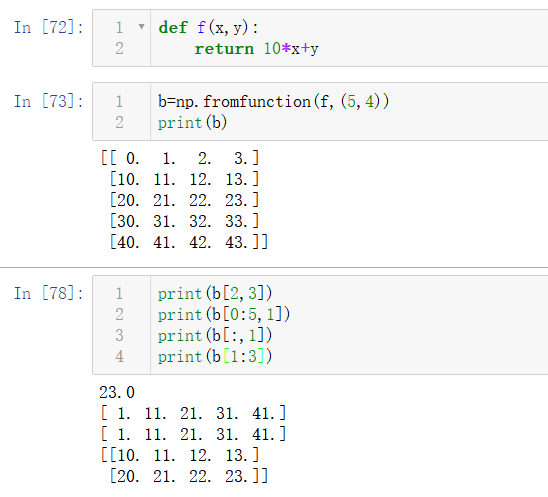 In [72]:
1 ▾ def f(x,y):
2     return 10*x+y
In [73]:
1 b=np.fromfunction(f,(5,4))
2 print(b)
[[ 0.  1.  2.  3.]
 [10. 11. 12. 13.]
 [20. 21. 22. 23.]
 [30. 31. 32. 33.]
 [40. 41. 42. 43.]]
In [78]:
1 print(b[2,3])
2 print(b[0:5,1])
3 print(b[:,1])
4 print(b[1:3])
23.0
[ 1. 11. 21. 31. 41.]
[ 1. 11. 21. 31. 41.]
[[10. 11. 12. 13.]
 [20. 21. 22. 23.]]